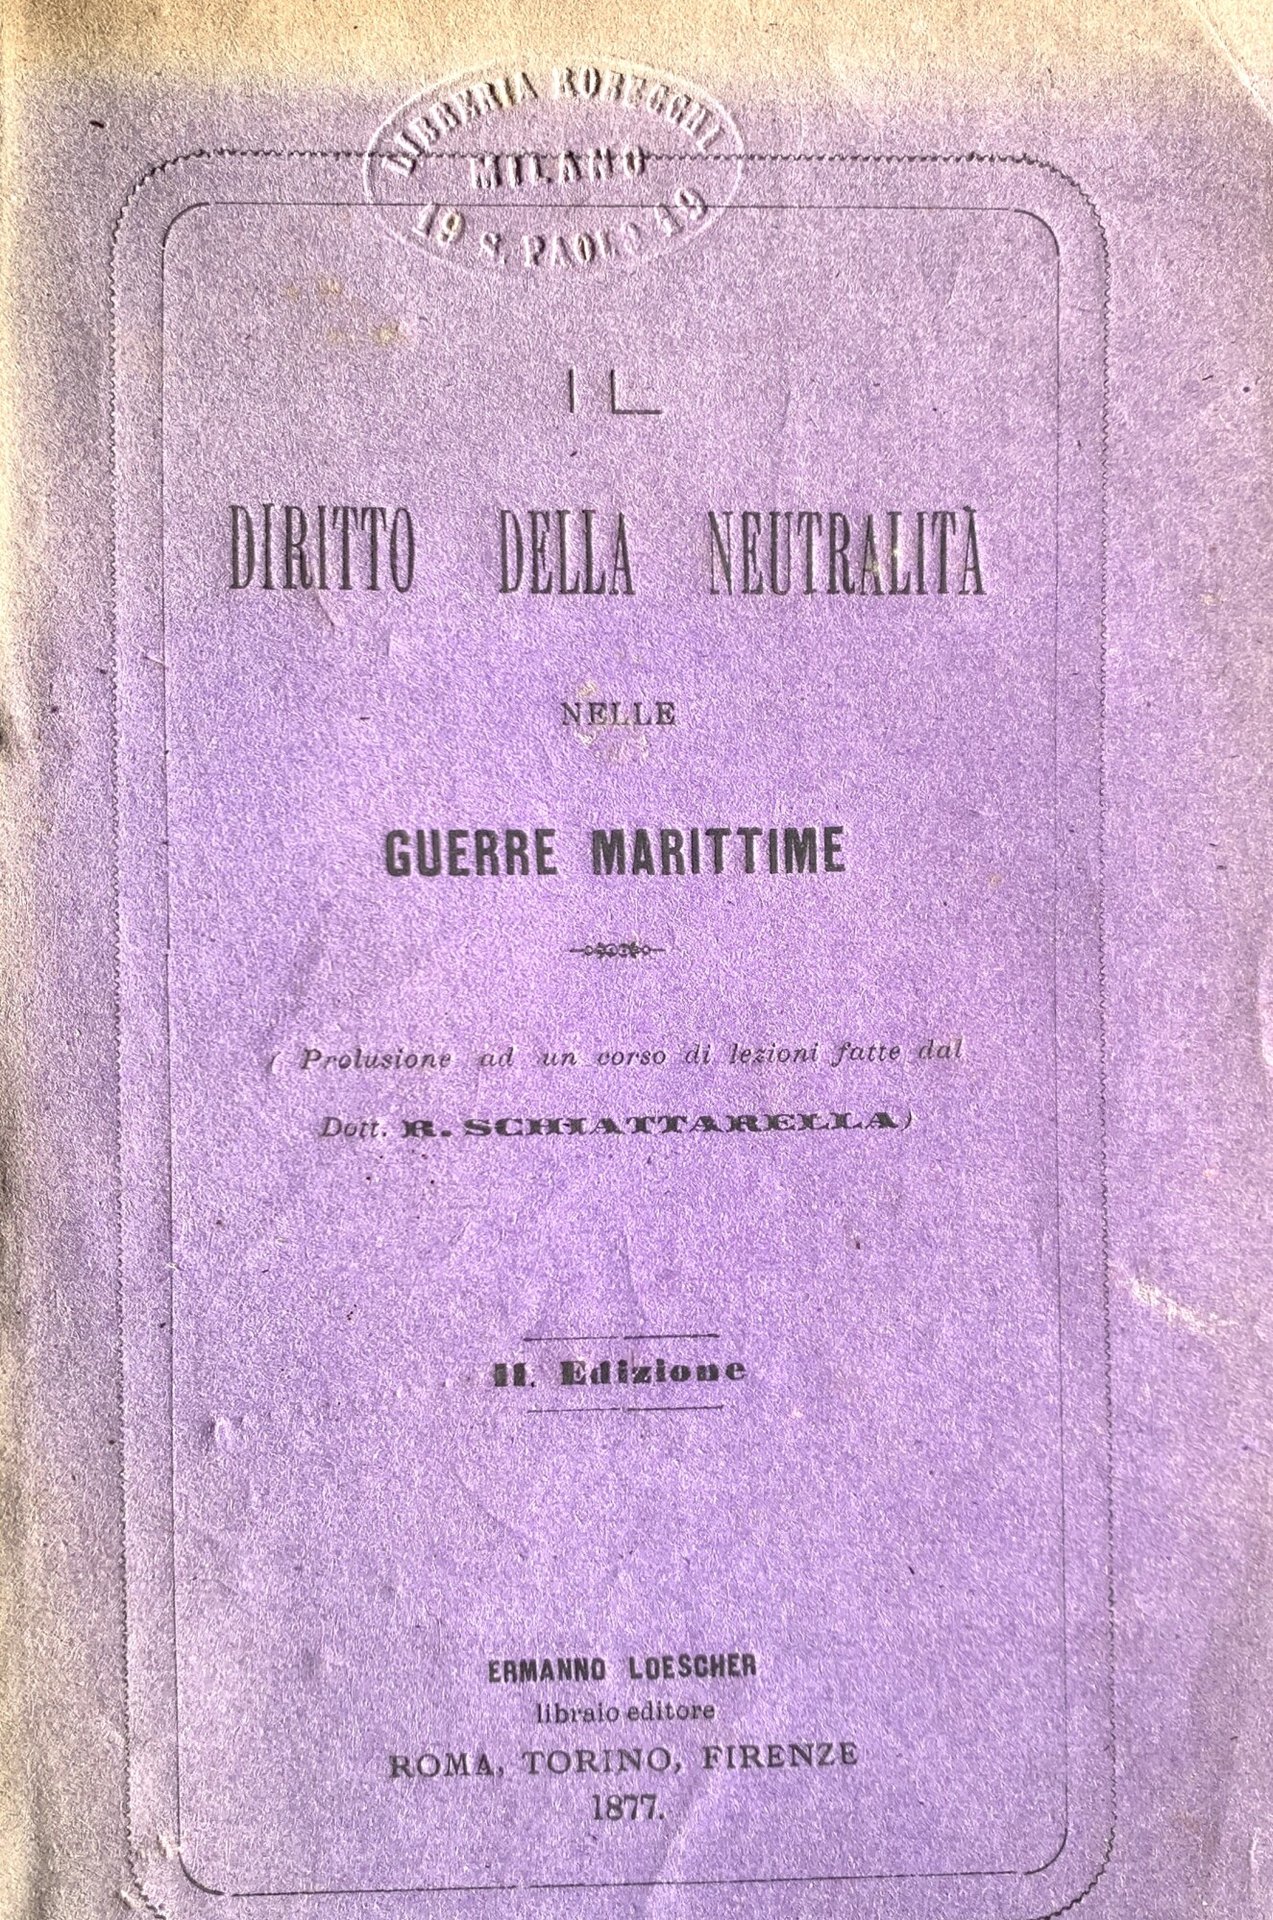 LIBRERIA ROBECCHI
MILANO
19 S. PAOLO 19
IL
DIRITTO DELLA NEUTRALITÀ
NELLE
GUERRE MARITTIME
( Prolusione ad un corso di lezioni fatte dal
Dott. R. SCHIATTARELLA)
II. Edizione
ERMANNO LOESCHER
libraio editore
ROMA, TORINO, FIRENZE
1877.